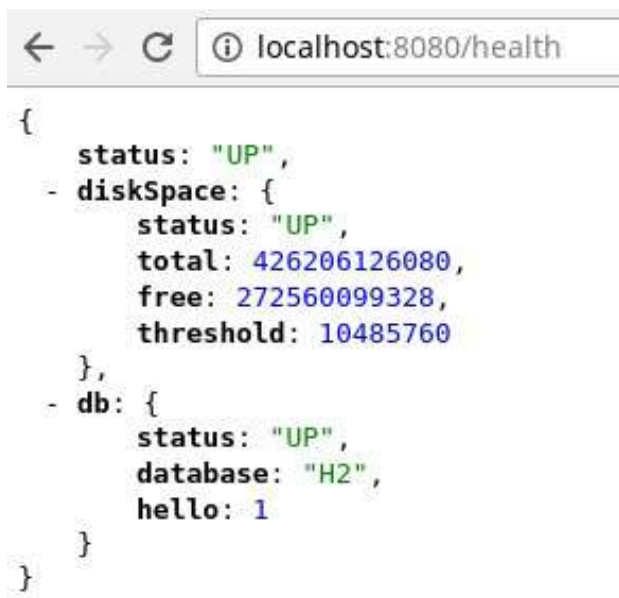 localhost:8080/health
{
    status: "UP",
  - diskSpace: {
        status: "UP",
        total: 426206126080,
        free: 272560099328,
        threshold: 10485760
    },
  - db: {
        status: "UP",
        database: "H2",
        hello: 1
    }
}